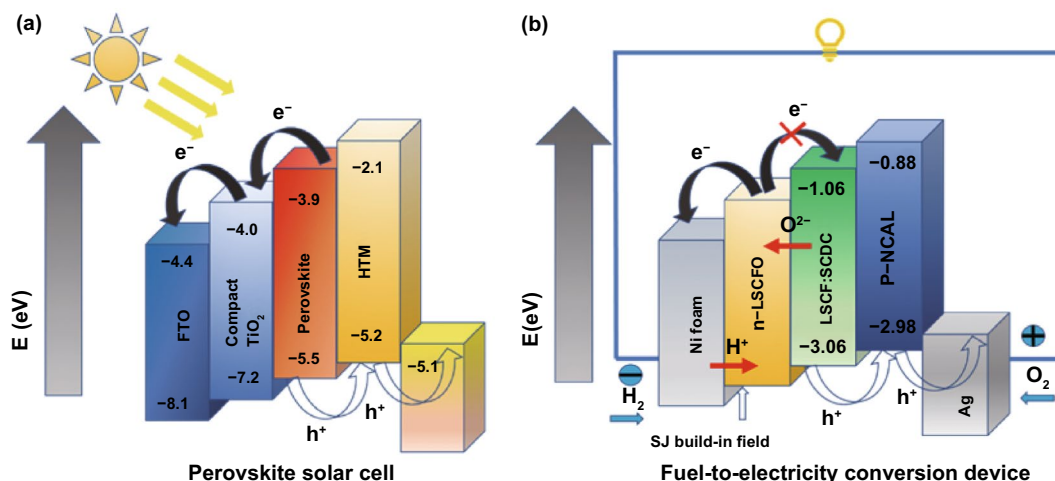 (a)
E (eV)
e⁻
e⁻
−4.4
FTO
−8.1
−4.0
Compact
TiO₂
−7.2
−3.9
Perovskite
−5.5
−2.1
HTM
−5.2
−5.1
h⁺
h⁺
Perovskite solar cell
(b)
E(eV)
e⁻
e⁻
Ni foam
n−LSCFO
−1.06
O²⁻
LSCF:SCDC
−3.06
−0.88
P−NCAL
−2.98
H⁺
Ag
h⁺
h⁺
H₂
O₂
SJ build-in field
Fuel-to-electricity conversion device